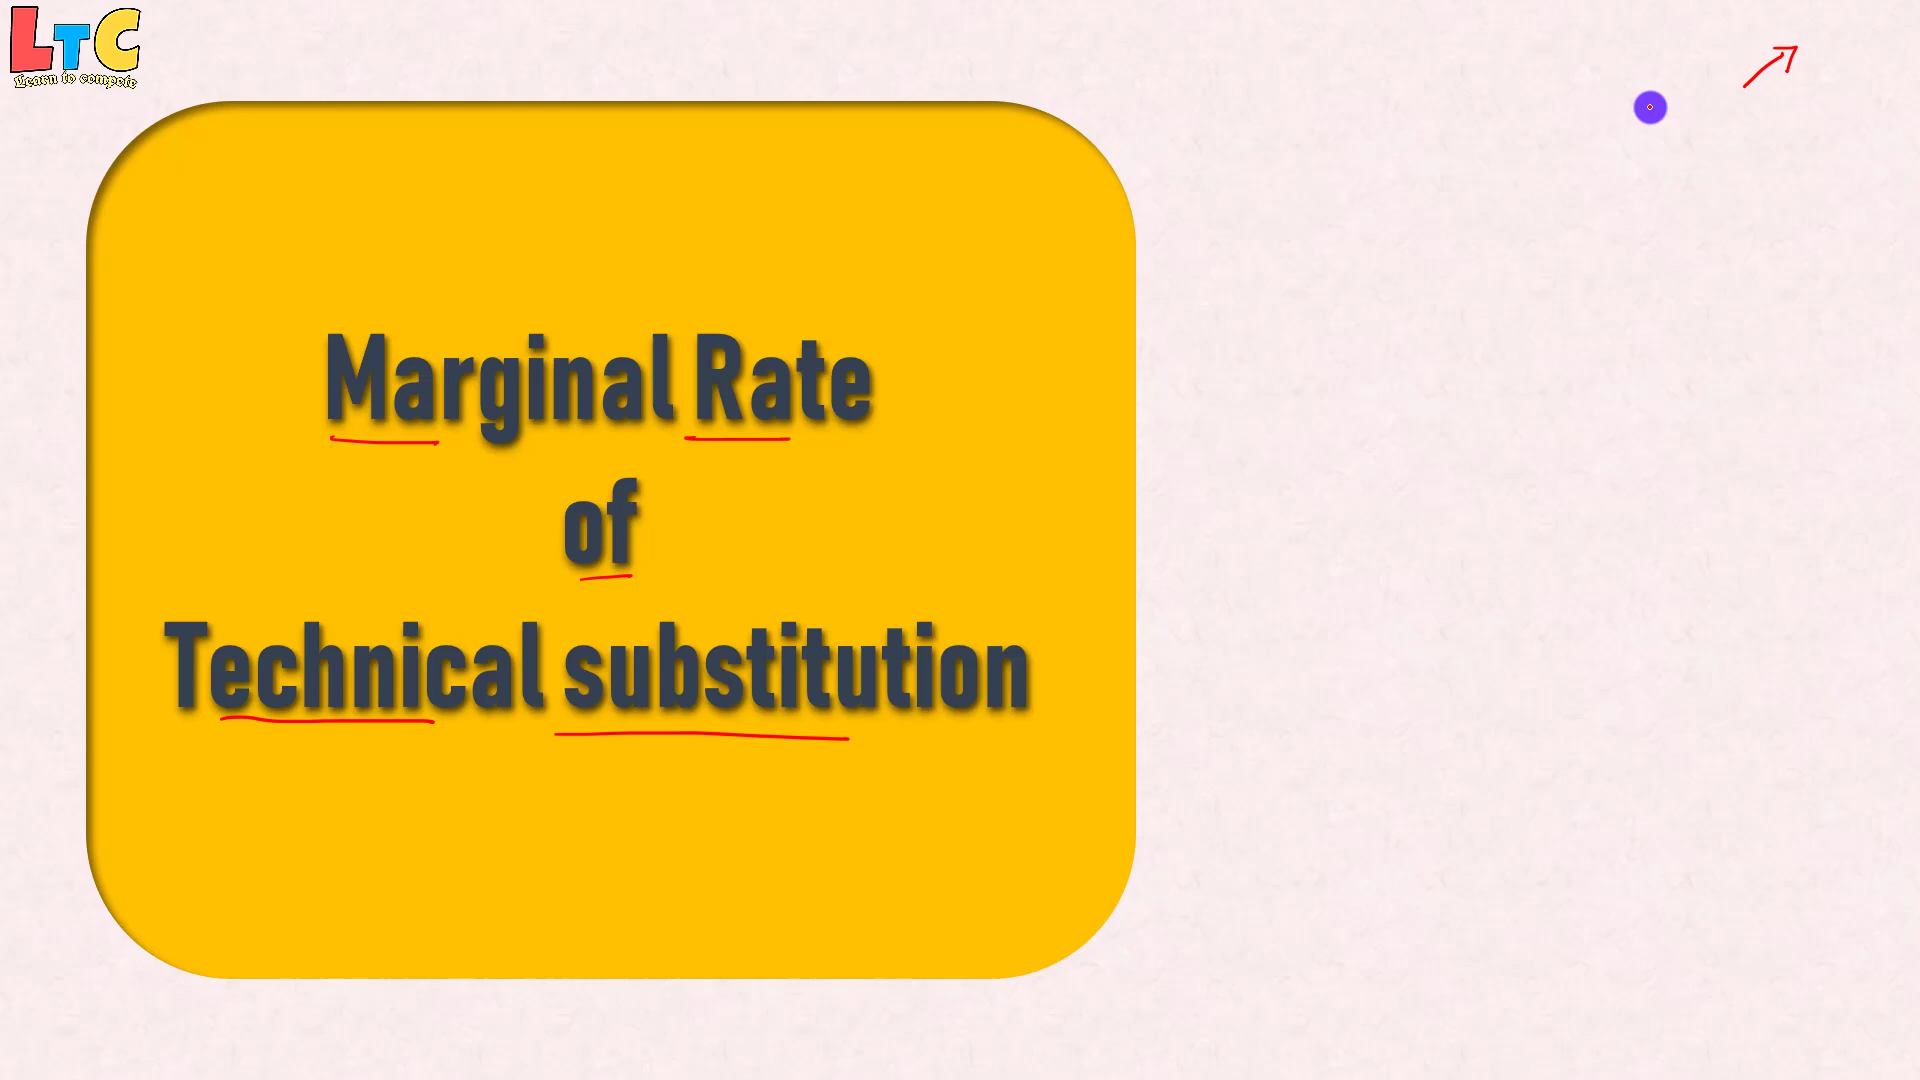 LTC
Learn to compete
Marginal Rate
of
Technical substitution